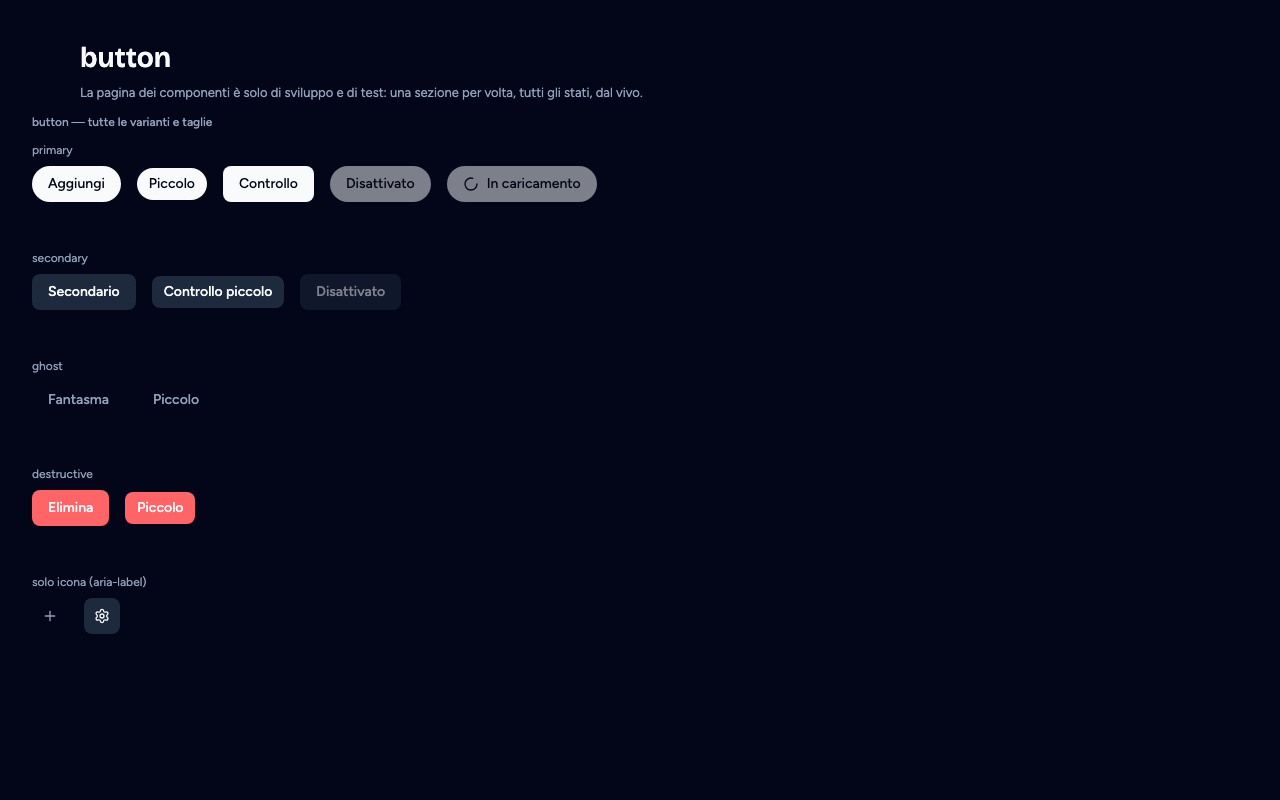 button
La pagina dei componenti è solo di sviluppo e di test: una sezione per volta, tutti gli stati, dal vivo.
button — tutte le varianti e taglie
primary
Aggiungi Piccolo Controllo Disattivato In caricamento
secondary
Secondario Controllo piccolo Disattivato
ghost
Fantasma Piccolo
destructive
Elimina Piccolo
solo icona (aria-label)